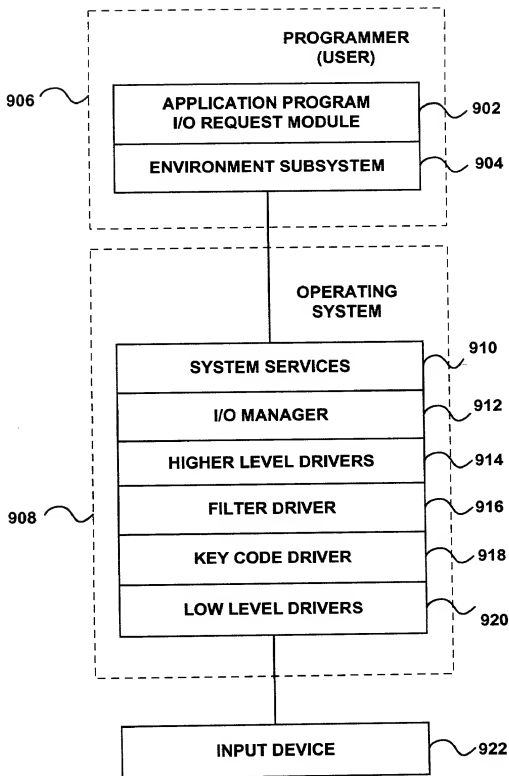 PROGRAMMER
(USER)
906
APPLICATION PROGRAM
I/O REQUEST MODULE
902
ENVIRONMENT SUBSYSTEM
904
OPERATING
SYSTEM
SYSTEM SERVICES
910
I/O MANAGER
912
HIGHER LEVEL DRIVERS
914
FILTER DRIVER
916
908
KEY CODE DRIVER
918
LOW LEVEL DRIVERS
920
INPUT DEVICE
922